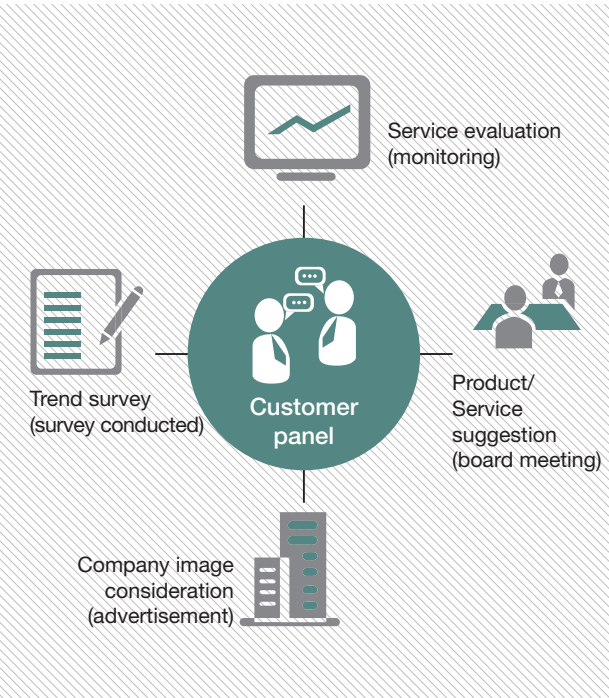 Service evaluation
(monitoring)
Trend survey
(survey conducted)
Customer
panel
Product/
Service
suggestion
(board meeting)
Company image
consideration
(advertisement)